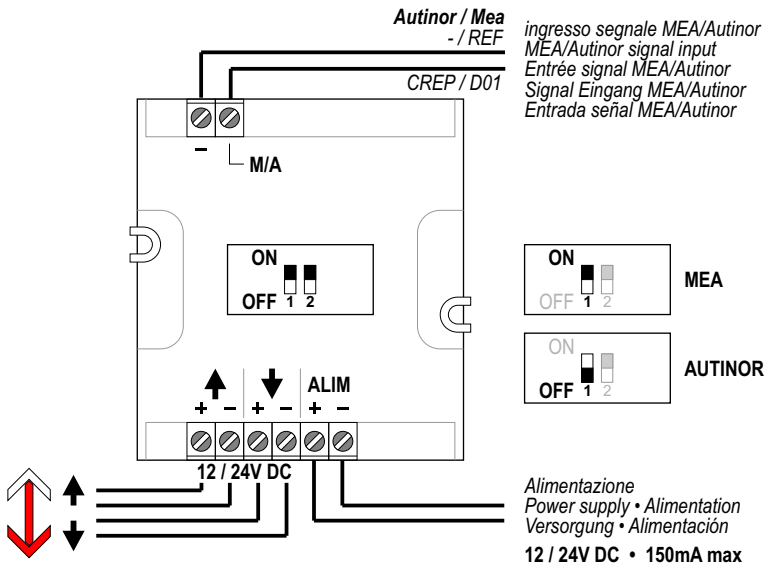 Autinor / Mea
- / REF
CREP / D01
ingresso segnale MEA/Autinor
MEA/Autinor signal input
Entrée signal MEA/Autinor
Signal Eingang MEA/Autinor
Entrada señal MEA/Autinor
–
M/A
ON
OFF 1 2
ON
OFF 1 2
MEA
ON
OFF 1 2
AUTINOR
ALIM
+ – + – + –
12 / 24V DC
Alimentazione
Power supply • Alimentation
Versorgung • Alimentación
12 / 24V DC • 150mA max